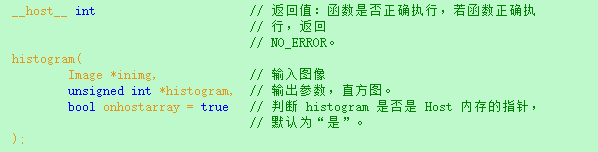 __host__ int // 返回值：函数是否正确执行，若函数正确执
// 行，返回
// NO_ERROR。
histogram(
Image *inimg, // 输入图像
unsigned int *histogram, // 输出参数，直方图。
bool onhostarray = true // 判断 histogram 是否是 Host 内存的指针，
// 默认为“是”。
);